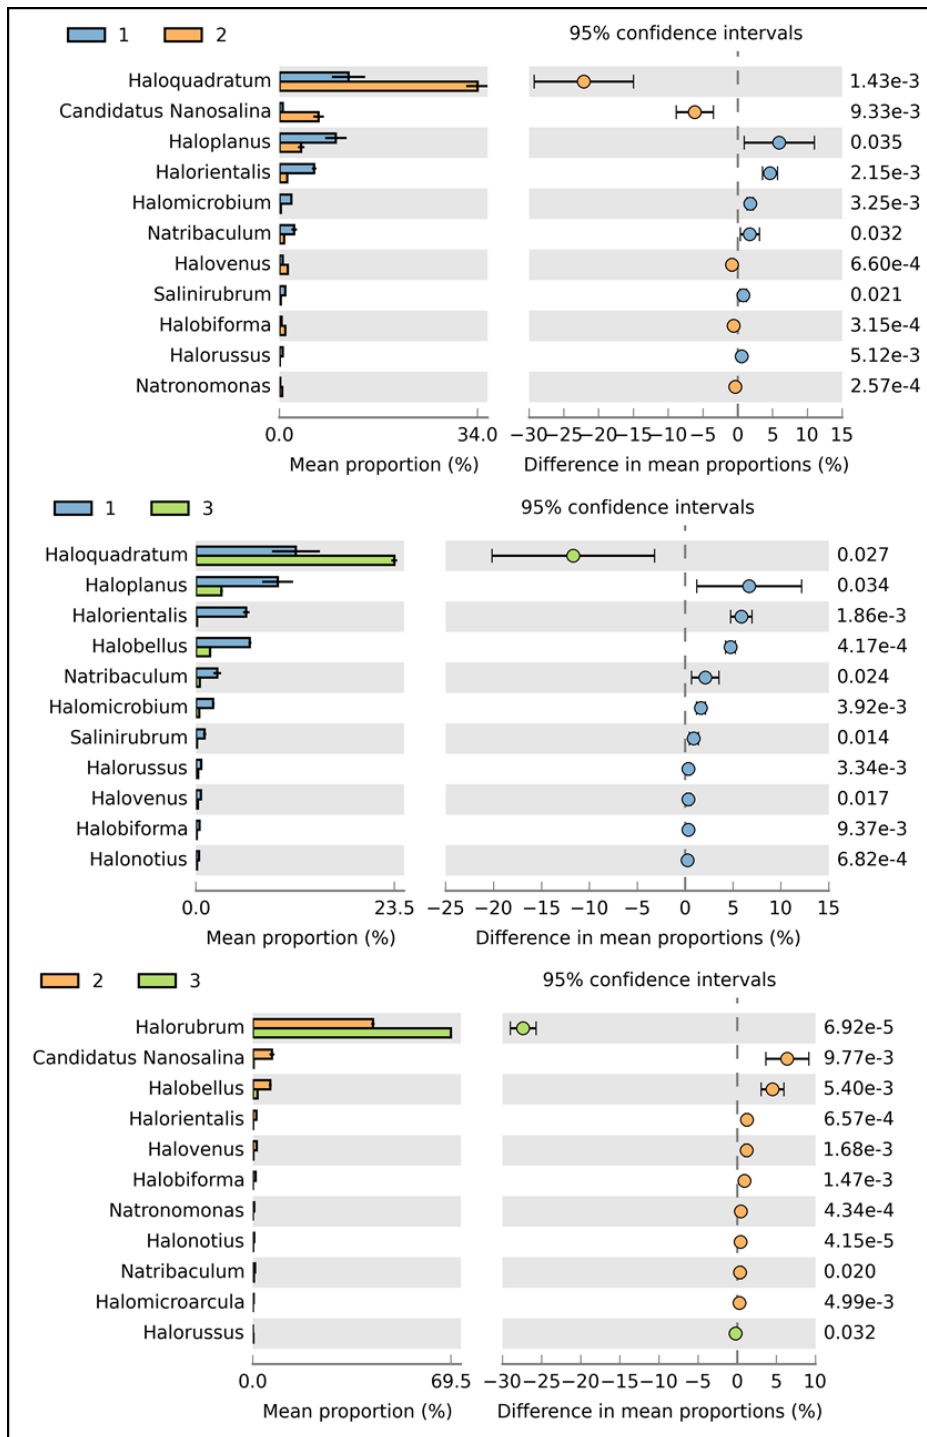 1 2 95% confidence intervals
Haloquadratum 1.43e-3
Candidatus Nanosalina 9.33e-3
Haloplanus 0.035
Halorientalis 2.15e-3
Halomicrobium 3.25e-3
Natribaculum 0.032
Halovenus 6.60e-4
Salinirubrum 0.021
Halobiforma 3.15e-4
Halorussus 5.12e-3
Natronomonas 2.57e-4
0.0 34.0 −30 −25 −20 −15 −10 −5 0 5 10 15
Mean proportion (%) Difference in mean proportions (%)
1 3 95% confidence intervals
Haloquadratum 0.027
Haloplanus 0.034
Halorientalis 1.86e-3
Halobellus 4.17e-4
Natribaculum 0.024
Halomicrobium 3.92e-3
Salinirubrum 0.014
Halorussus 3.34e-3
Halovenus 0.017
Halobiforma 9.37e-3
Halonotius 6.82e-4
0.0 23.5 −25 −20 −15 −10 −5 0 5 10 15
Mean proportion (%) Difference in mean proportions (%)
2 3 95% confidence intervals
Halorubrum 6.92e-5
Candidatus Nanosalina 9.77e-3
Halobellus 5.40e-3
Halorientalis 6.57e-4
Halovenus 1.68e-3
Halobiforma 1.47e-3
Natronomonas 4.34e-4
Halonotius 4.15e-5
Natribaculum 0.020
Halomicroarcula 4.99e-3
Halorussus 0.032
0.0 69.5 −30 −25 −20 −15 −10 −5 0 5 10
Mean proportion (%) Difference in mean proportions (%)